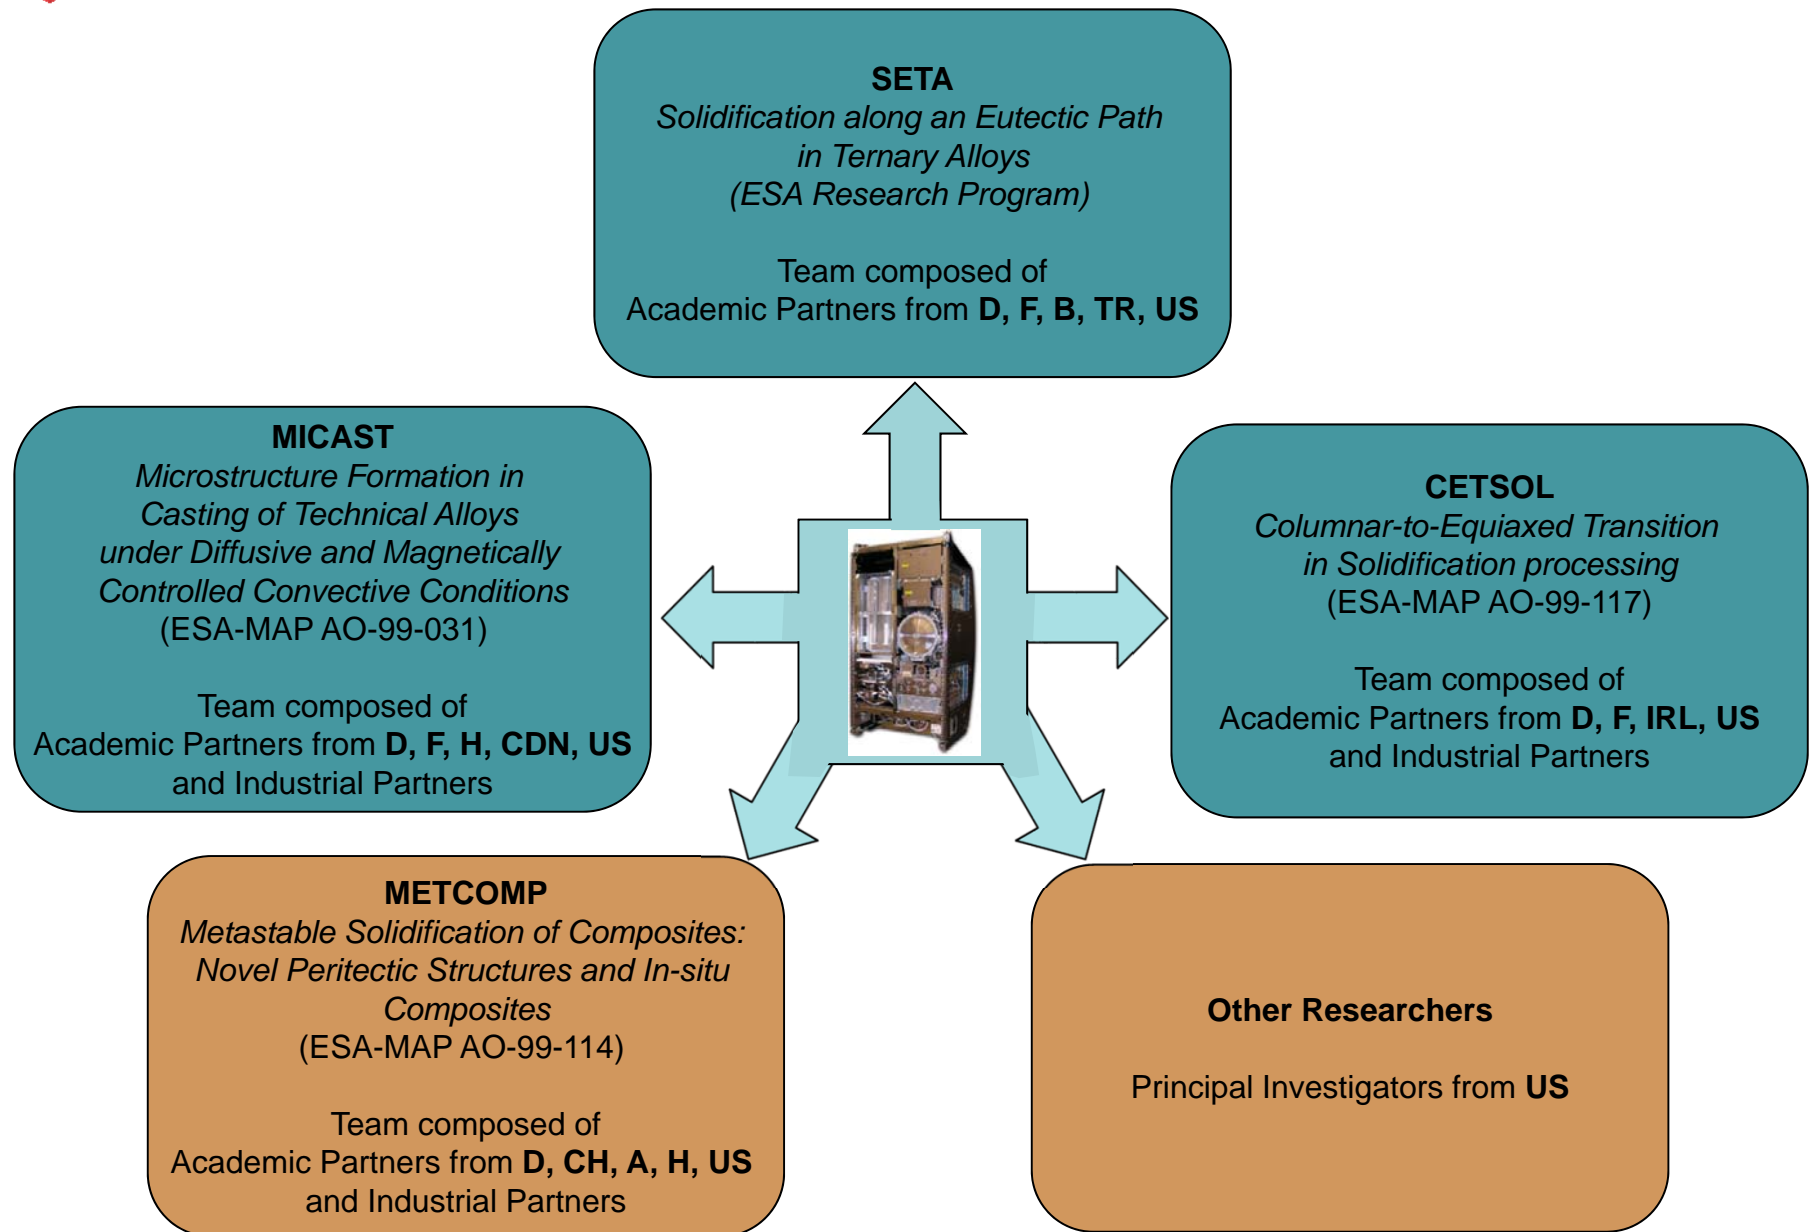 SETA
Solidification along an Eutectic Path
in Ternary Alloys
(ESA Research Program)
Team composed of
Academic Partners from D, F, B, TR, US
MICAST
Microstructure Formation in
Casting of Technical Alloys
under Diffusive and Magnetically
Controlled Convective Conditions
(ESA-MAP AO-99-031)
Team composed of
Academic Partners from D, F, H, CDN, US
and Industrial Partners
CETSOL
Columnar-to-Equiaxed Transition
in Solidification processing
(ESA-MAP AO-99-117)
Team composed of
Academic Partners from D, F, IRL, US
and Industrial Partners
METCOMP
Metastable Solidification of Composites:
Novel Peritectic Structures and In-situ
Composites
(ESA-MAP AO-99-114)
Team composed of
Academic Partners from D, CH, A, H, US
and Industrial Partners
Other Researchers
Principal Investigators from US